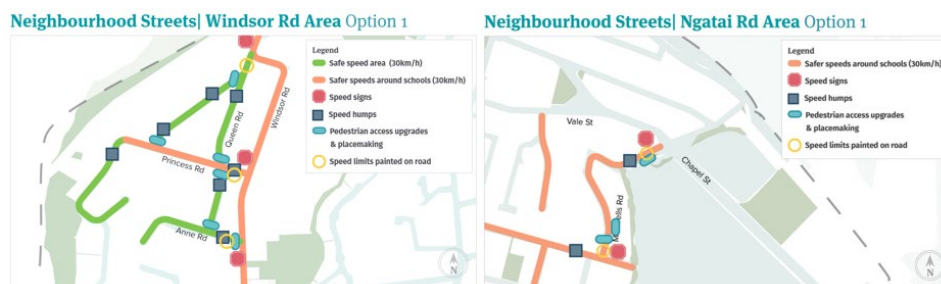 Neighbourhood Streets| Windsor Rd Area Option 1
Legend
Safe speed area (30km/h)
Safer speeds around schools (30km/h)
Speed signs
Speed humps
Pedestrian access upgrades
& placemaking
Speed limits painted on road
Queen Rd
Windsor Rd
Princess Rd
Anne Rd
N
Neighbourhood Streets| Ngatai Rd Area Option 1
Legend
Safer speeds around schools (30km/h)
Speed signs
Speed humps
Pedestrian access upgrades
& placemaking
Speed limits painted on road
Vale St
Chapel St
Rd
N